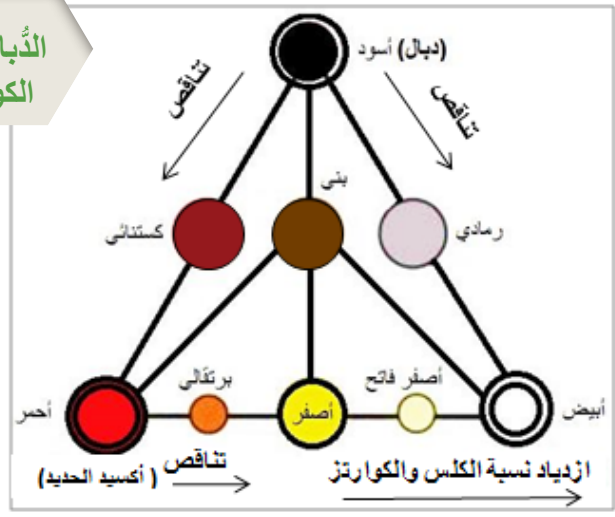 (دبال) أسود
تناقص
تناقص
بني
رمادي
كستنائي
أصفر فاتح
برتقالي
أبيض
أصفر
أحمر
ازدياد نسبة الكلس والكوارتز
تناقص
(أكسيد الحديد)